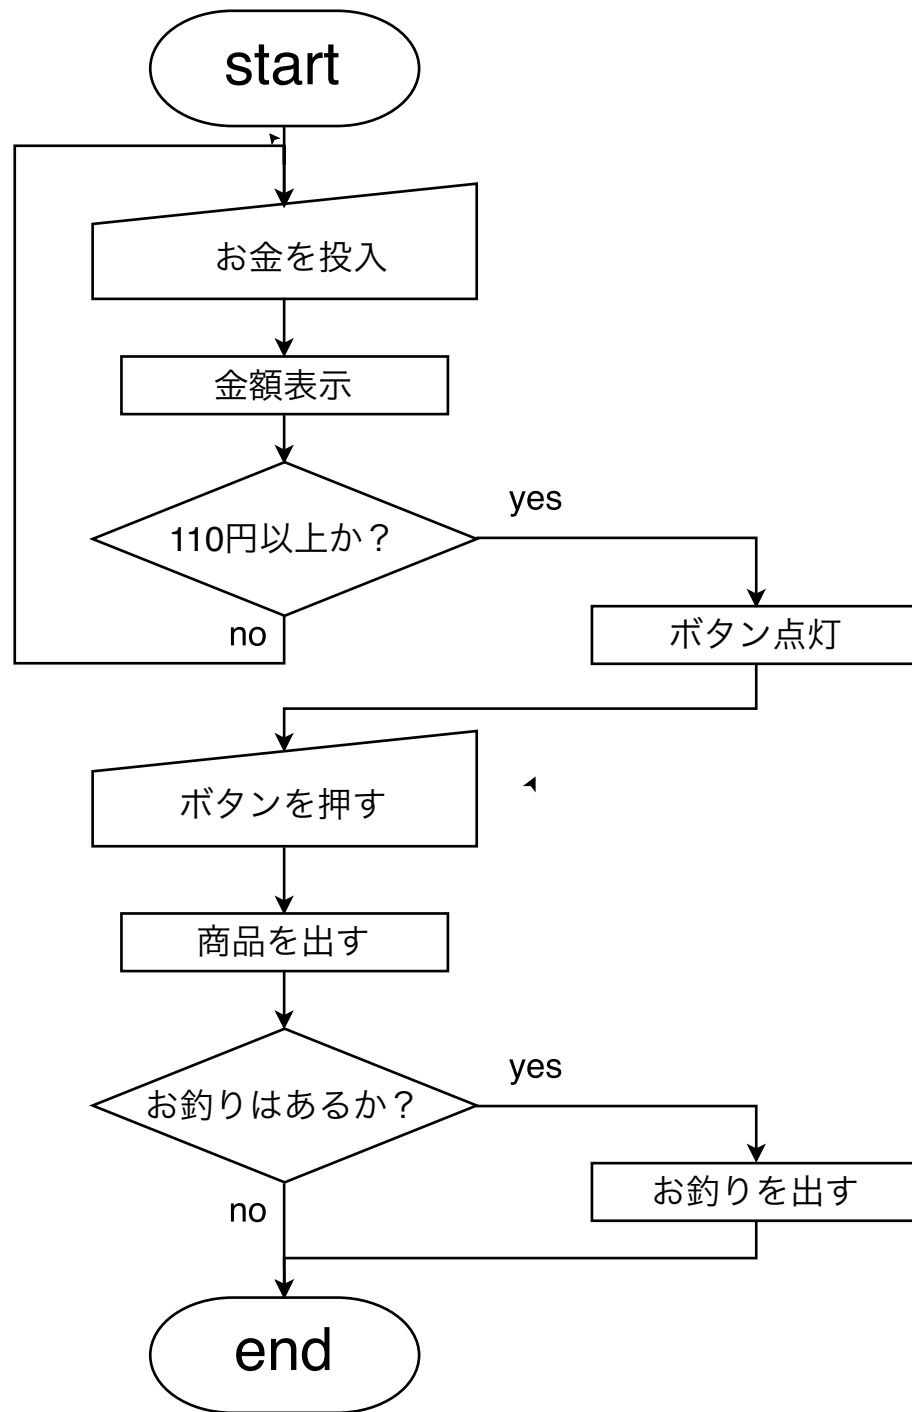 start
お金を投入
金額表示
110円以上か？
yes
no
ボタン点灯
ボタンを押す
商品を出す
お釣りはあるか？
yes
no
お釣りを出す
end